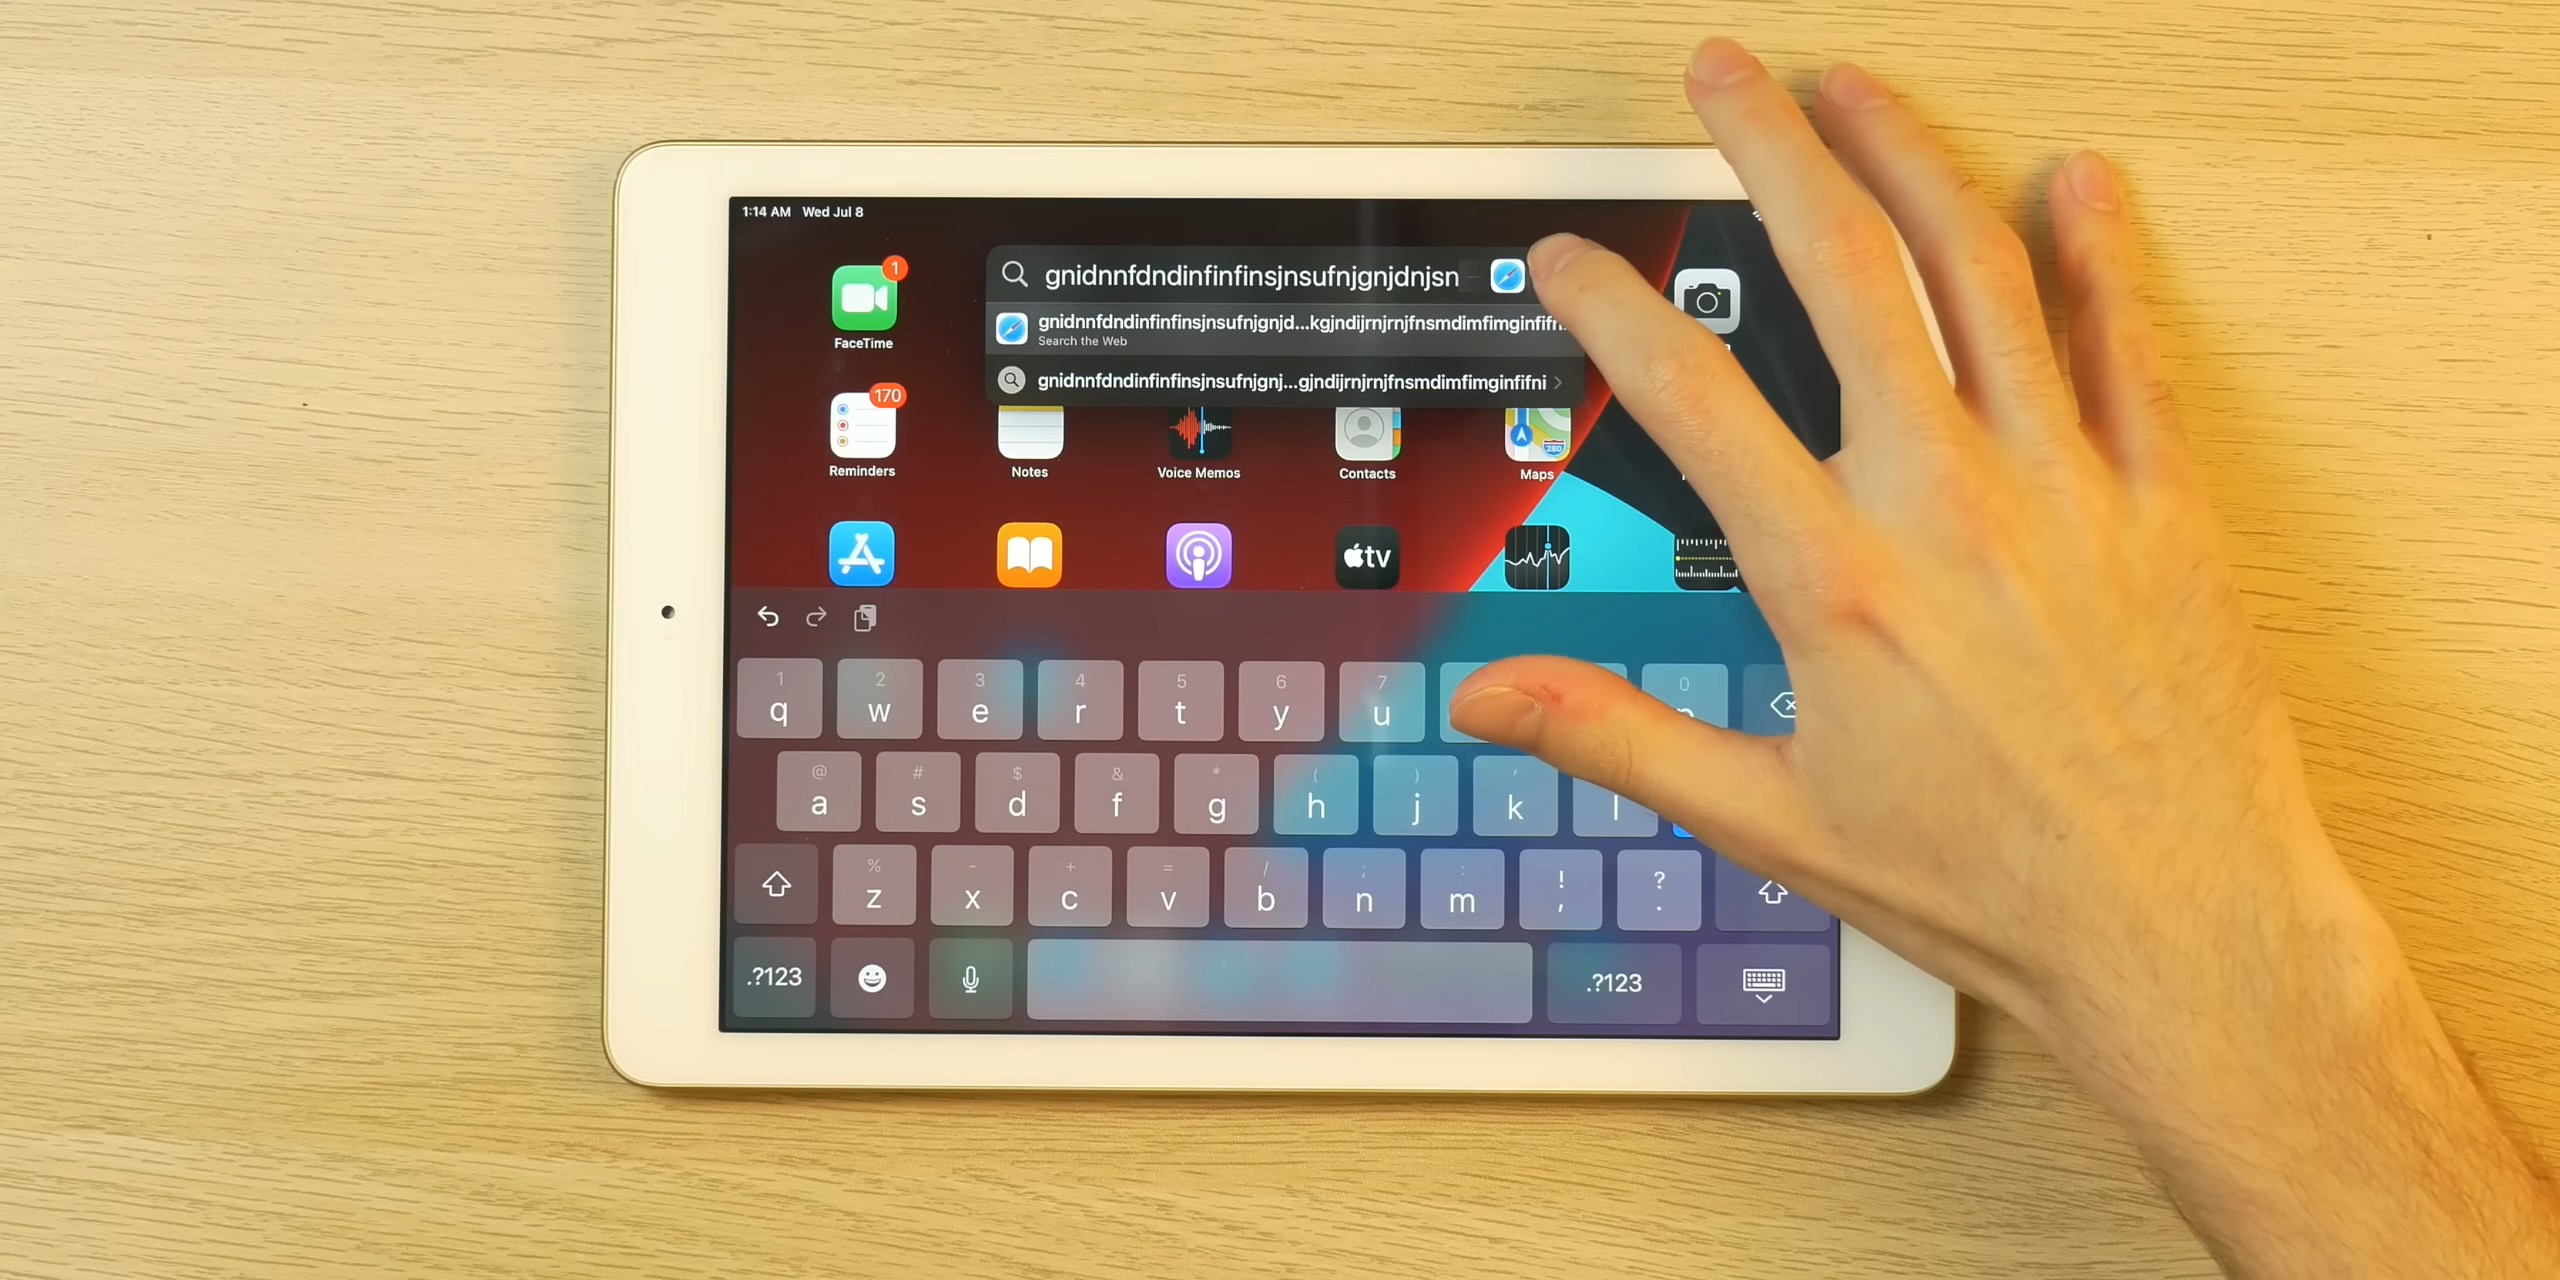 1:14 AM Wed Jul 8
1
gnidnnfdndinfinfinsjnsufnjgnjdnjsn
gnidnnfdndinfinfinsjnsufnjgnjd...kgjndijrnjrnjfnsmdimfimginfifn
Search the Web
gnidnnfdndinfinfinsjnsufnjgnj...gjndijrnjrnjfnsmdimfimginfifni
FaceTime
170
280
Reminders Notes Voice Memos Contacts Maps
tv
1 2 3 4 5 6 7 0
q w e r t y u
@ # $ & * ( ) '
a s d f g h j k l
% - + = / ; : ! ?
z x c v b n m , .
.?123 .?123